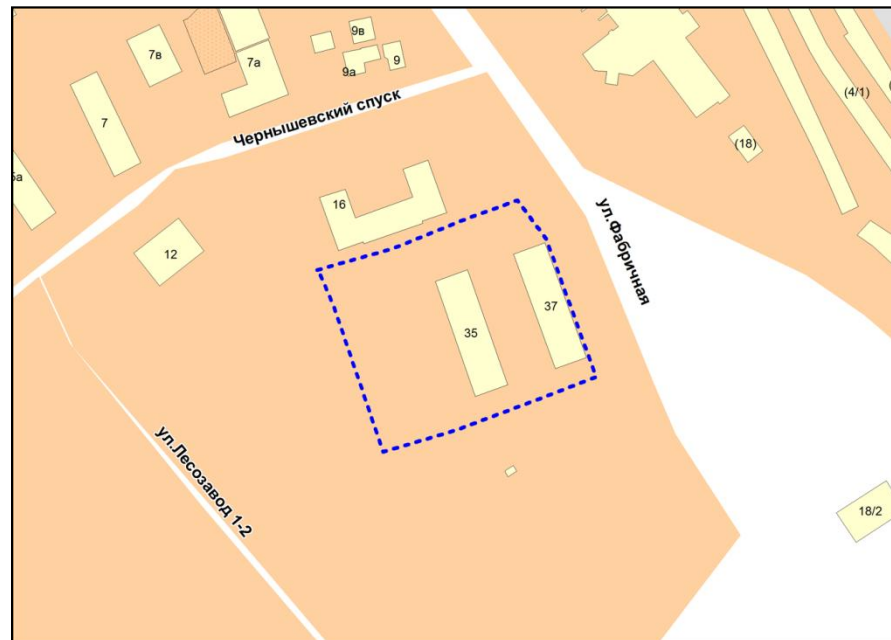 9в
7в
7а
9а
9
(4/1)
7
Чернышевский спуск
(18)
5а
16
ул.Фабричная
12
37
35
ул.Лесозавод 1-2
18/2